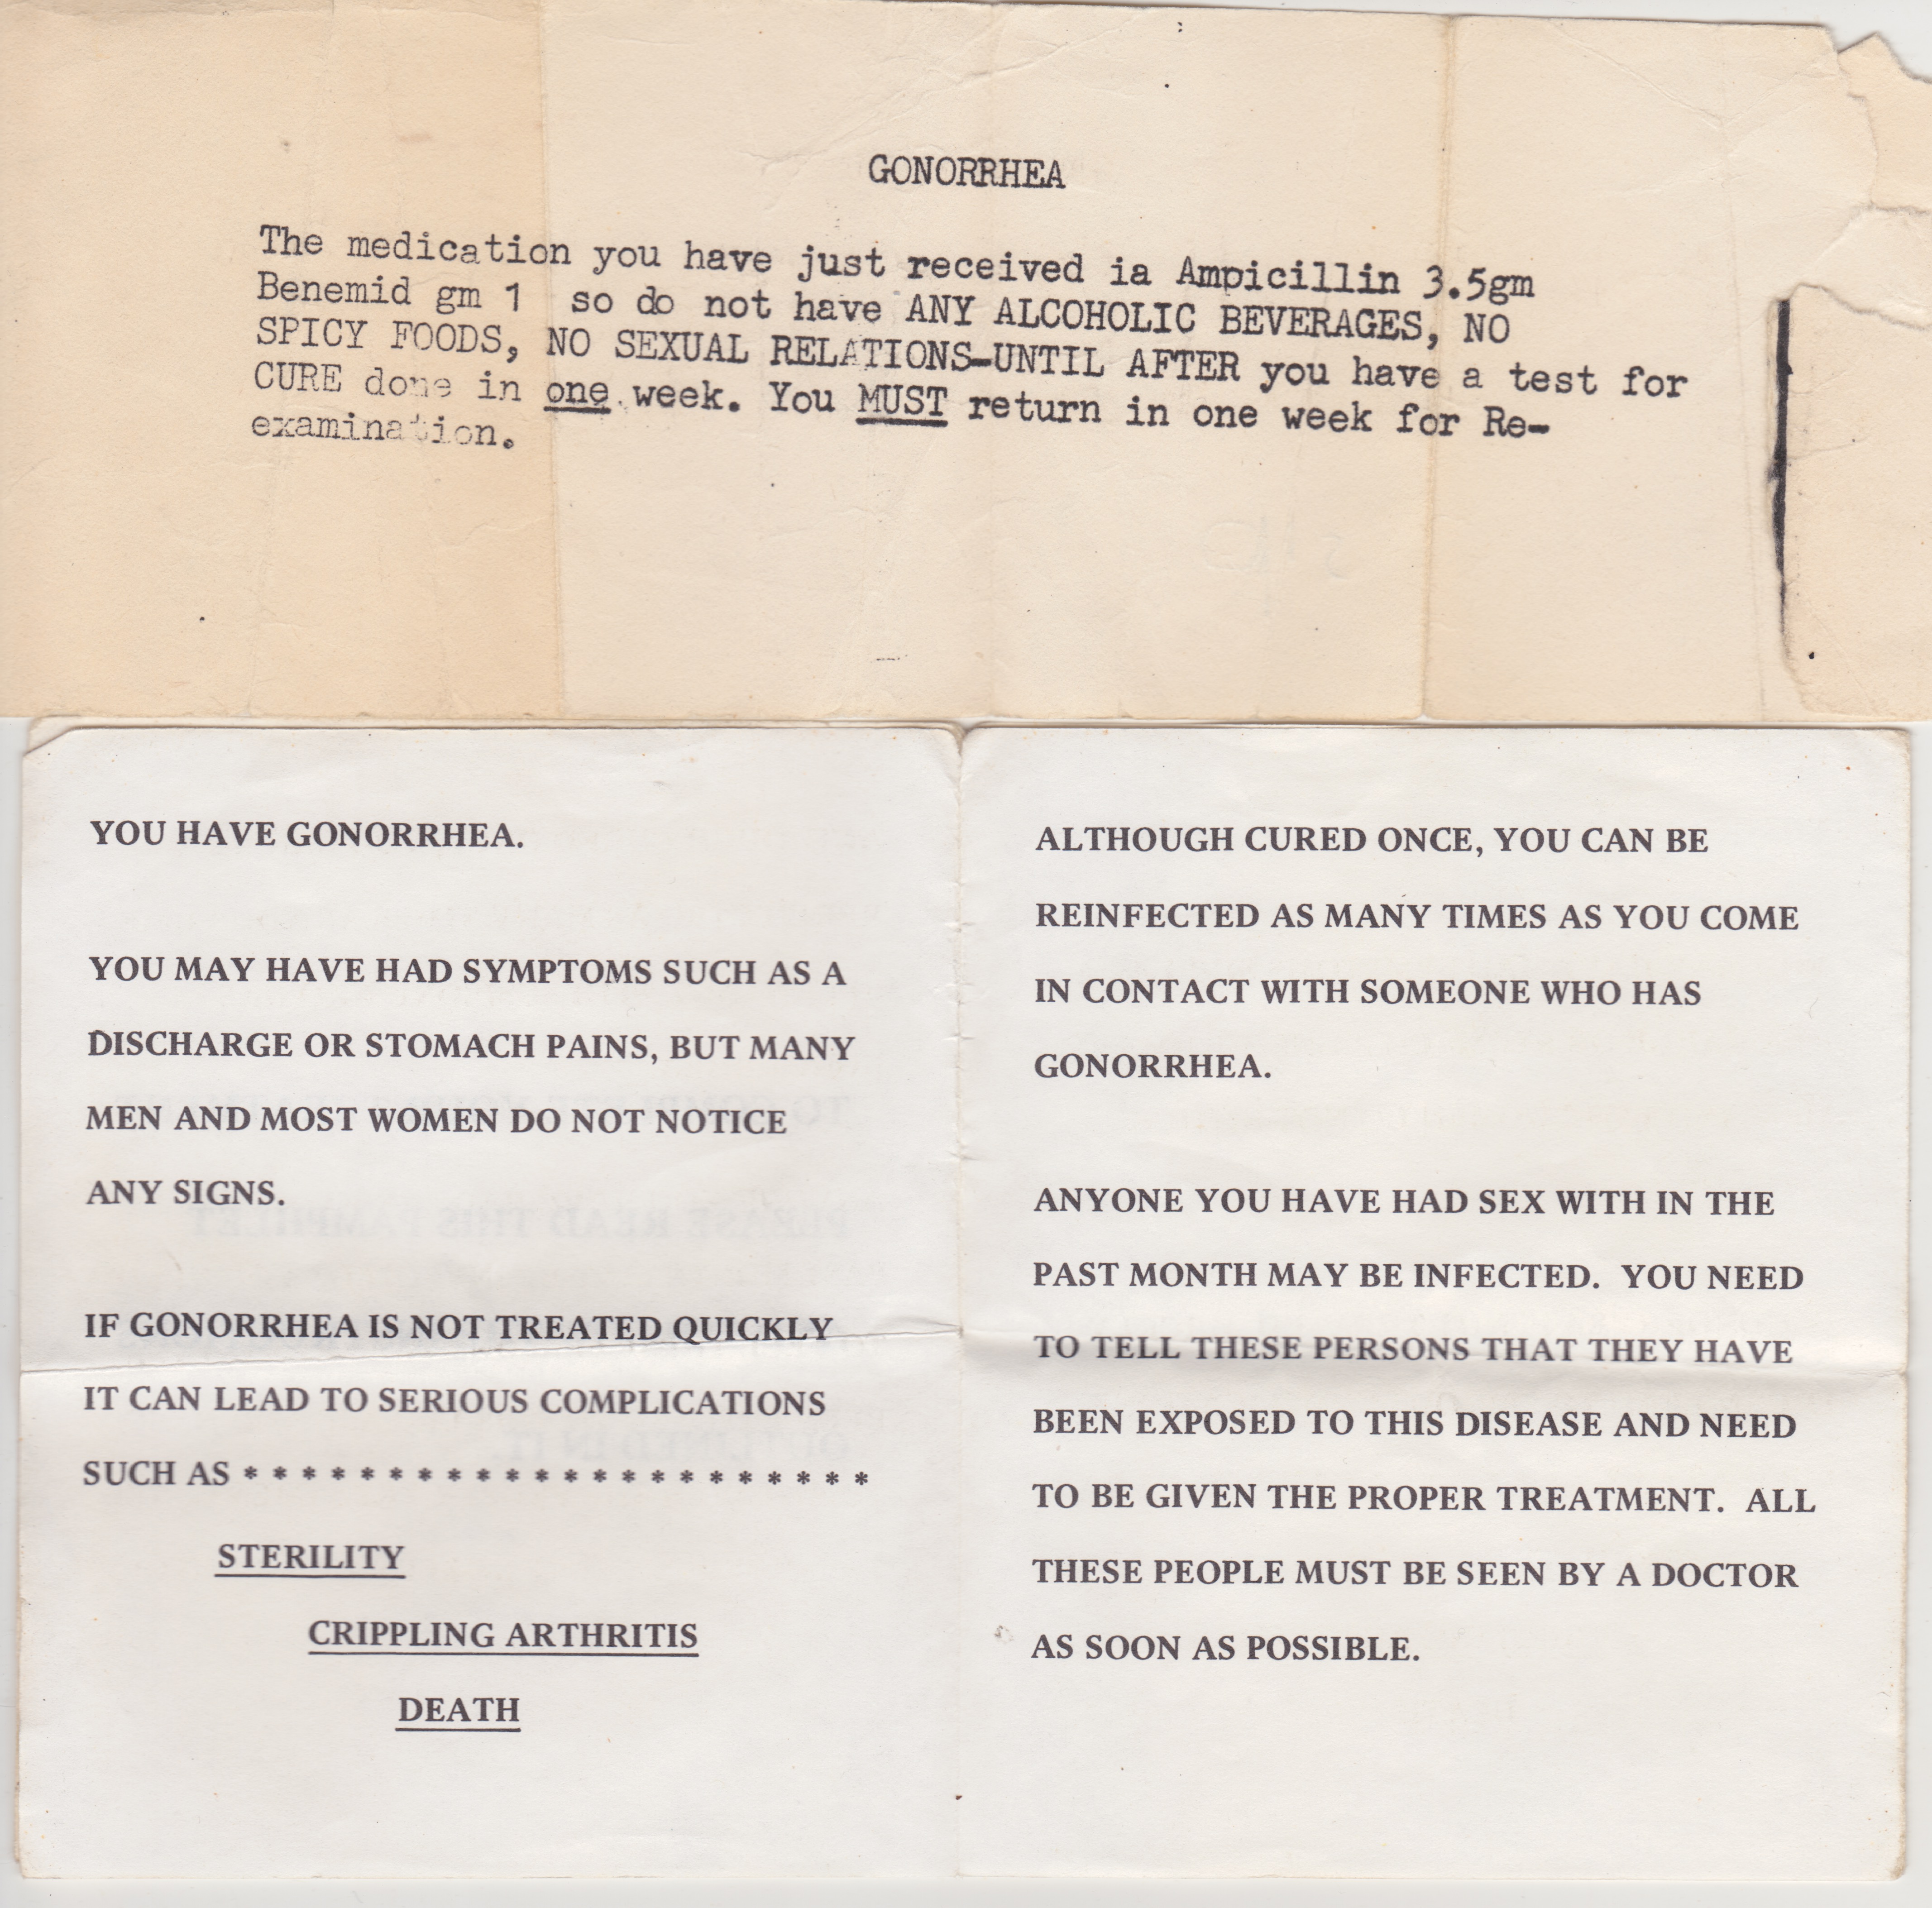 GONORRHEA
The medication you have just received ia Ampicillin 3.5gm
Benemid gm 1 so do not have ANY ALCOHOLIC BEVERAGES, NO
SPICY FOODS, NO SEXUAL RELATIONS-UNTIL AFTER you have a test for
CURE done in one week. You MUST return in one week for Re-
examination.
YOU HAVE GONORRHEA.
YOU MAY HAVE HAD SYMPTOMS SUCH AS A
DISCHARGE OR STOMACH PAINS, BUT MANY
MEN AND MOST WOMEN DO NOT NOTICE
ANY SIGNS.
IF GONORRHEA IS NOT TREATED QUICKLY
IT CAN LEAD TO SERIOUS COMPLICATIONS
SUCH AS * * * * * * * * * * * * * * * * * * * * * *
STERILITY
CRIPPLING ARTHRITIS
DEATH
ALTHOUGH CURED ONCE, YOU CAN BE
REINFECTED AS MANY TIMES AS YOU COME
IN CONTACT WITH SOMEONE WHO HAS
GONORRHEA.
ANYONE YOU HAVE HAD SEX WITH IN THE
PAST MONTH MAY BE INFECTED. YOU NEED
TO TELL THESE PERSONS THAT THEY HAVE
BEEN EXPOSED TO THIS DISEASE AND NEED
TO BE GIVEN THE PROPER TREATMENT. ALL
THESE PEOPLE MUST BE SEEN BY A DOCTOR
AS SOON AS POSSIBLE.